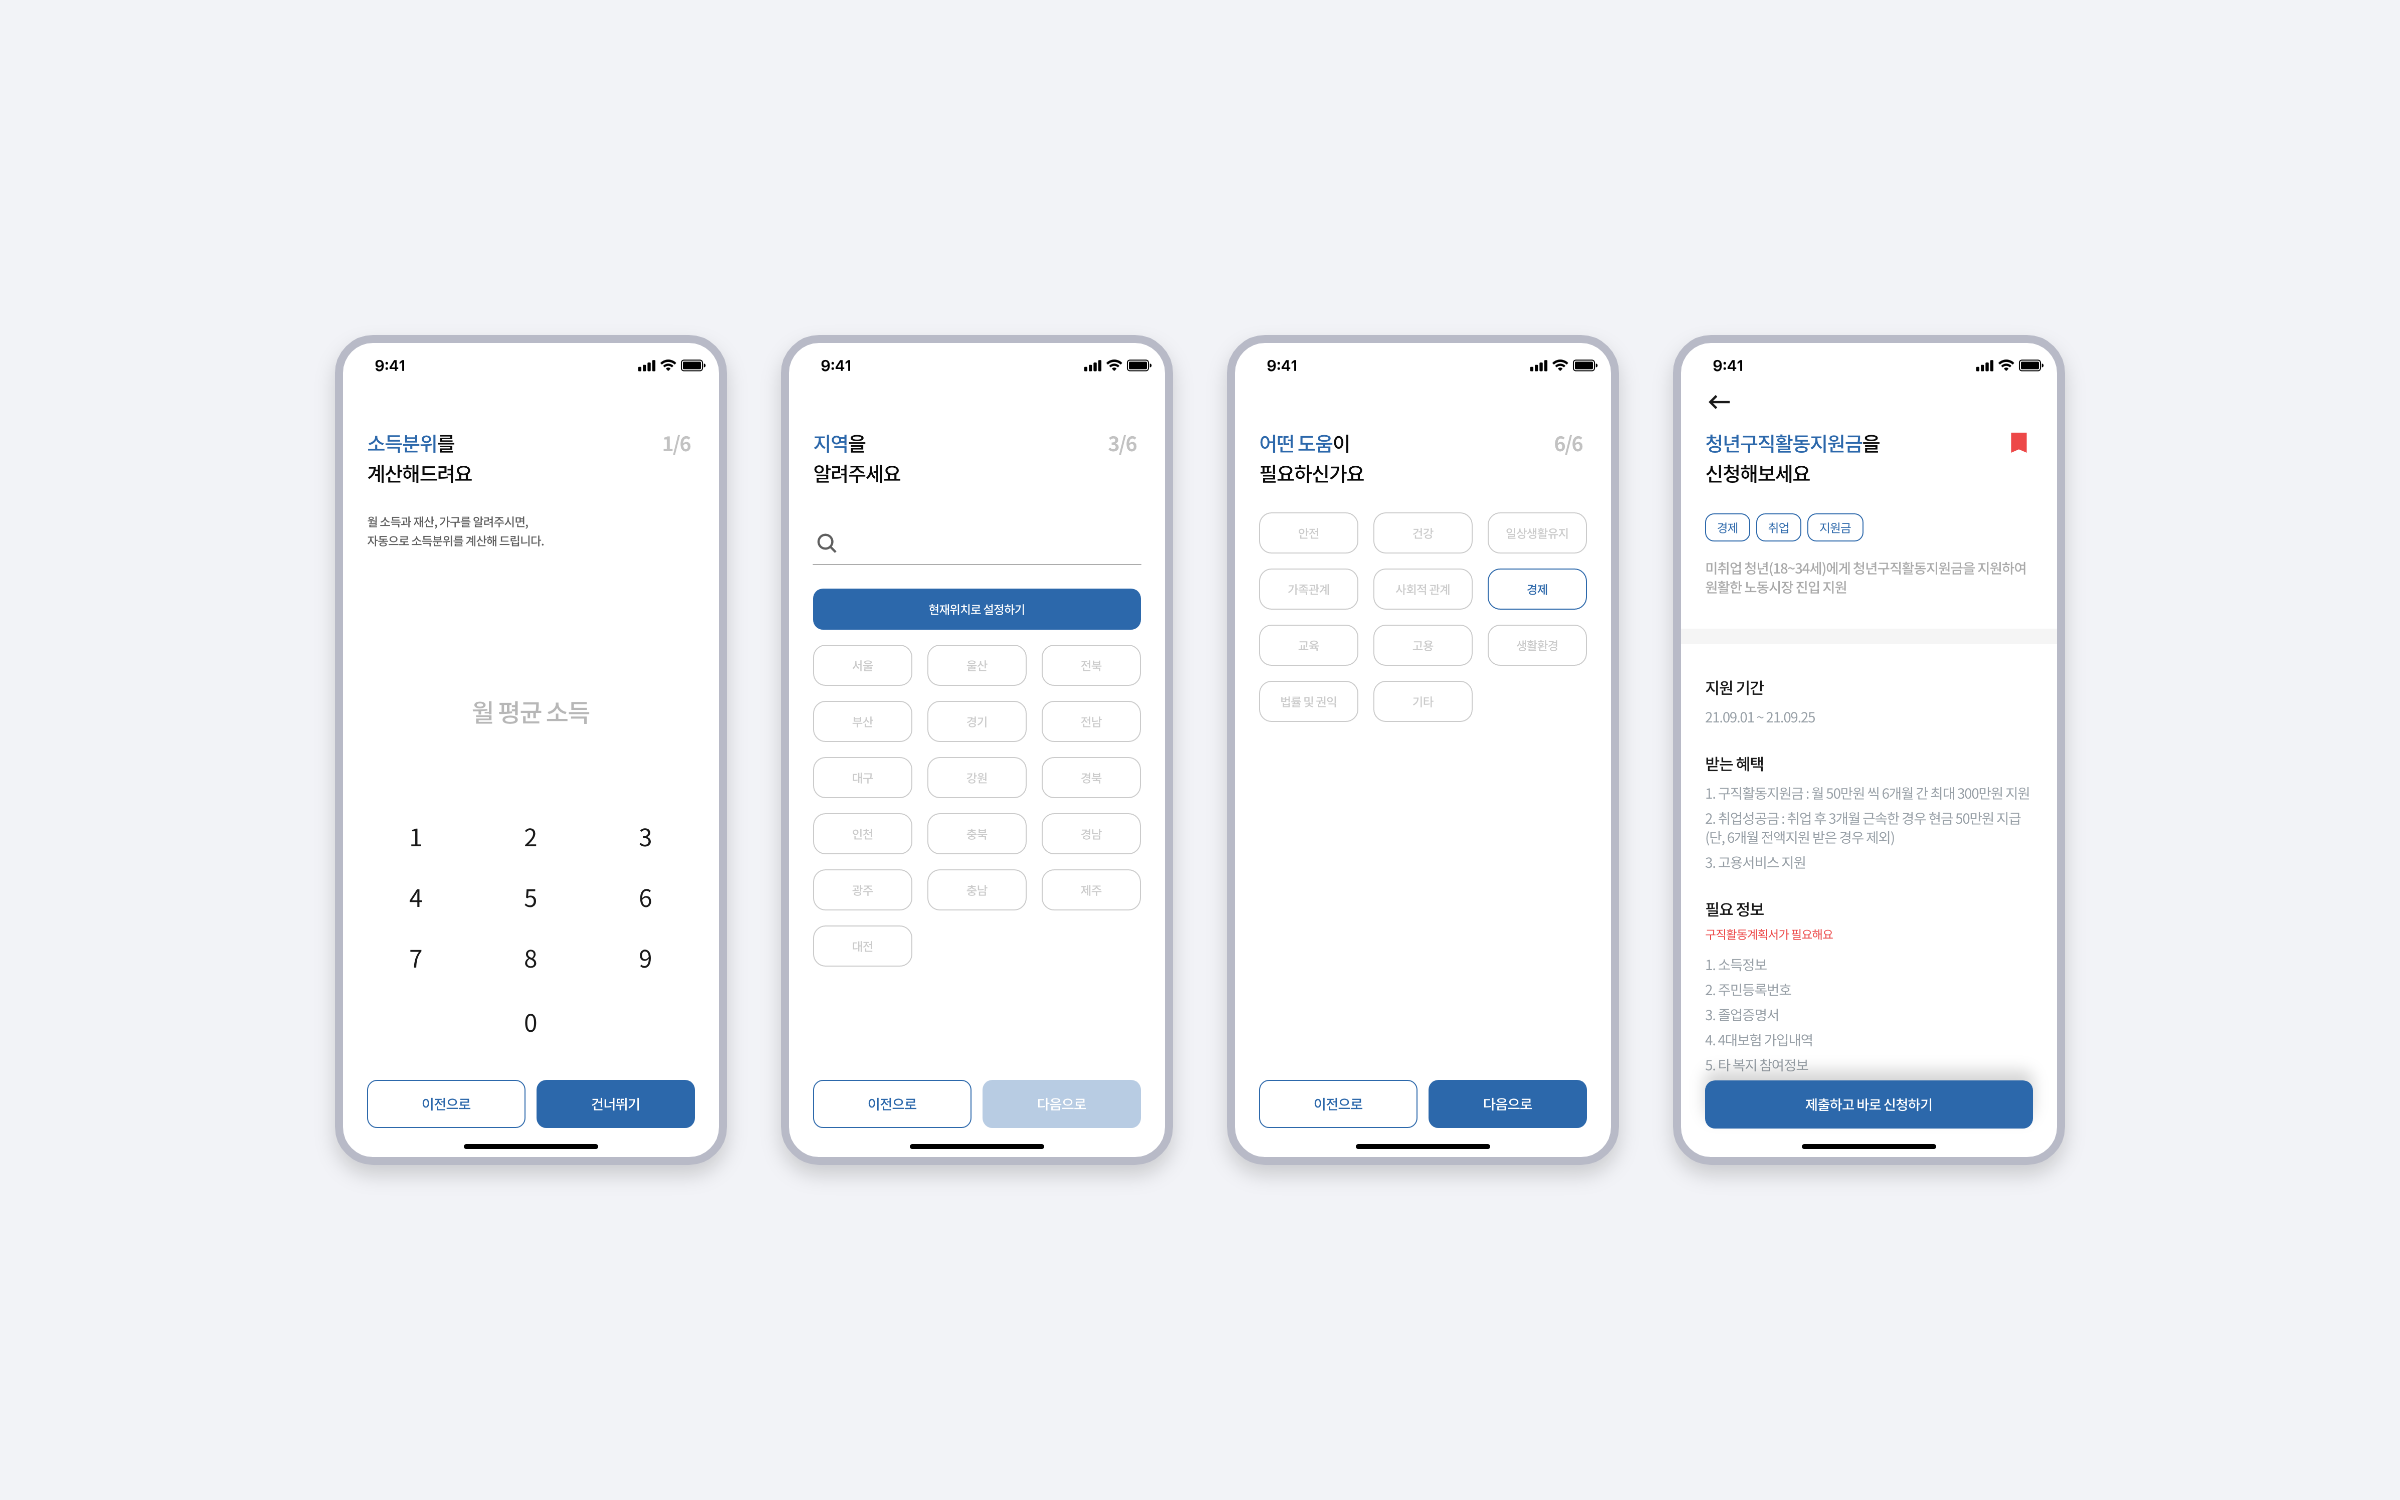 9:41
소득분위를
1/6
계산해드려요
월 소득과 재산, 가구를 알려주시면,
자동으로 소득분위를 계산해 드립니다.
월 평균 소득
1 2 3
4 5 6
7 8 9
0
이전으로 건너뛰기
9:41
지역을
3/6
알려주세요
현재위치로 설정하기
서울 울산 전북
부산 경기 전남
대구 강원 경북
인천 충북 경남
광주 충남 제주
대전
이전으로 다음으로
9:41
어떤 도움이
6/6
필요하신가요
안전 건강 일상생활유지
가족관계 사회적 관계 경제
교육 고용 생활환경
법률 및 권익 기타
이전으로 다음으로
9:41
청년구직활동지원금을
신청해보세요
경제 취업 지원금
미취업 청년(18~34세)에게 청년구직활동지원금을 지원하여
원활한 노동시장 진입 지원
지원 기간
21.09.01 ~ 21.09.25
받는 혜택
1. 구직활동지원금 : 월 50만원 씩 6개월 간 최대 300만원 지원
2. 취업성공금 : 취업 후 3개월 근속한 경우 현금 50만원 지급
(단, 6개월 전액지원 받은 경우 제외)
3. 고용서비스 지원
필요 정보
구직활동계획서가 필요해요
1. 소득정보
2. 주민등록번호
3. 졸업증명서
4. 4대보험 가입내역
5. 타 복지 참여정보
제출하고 바로 신청하기